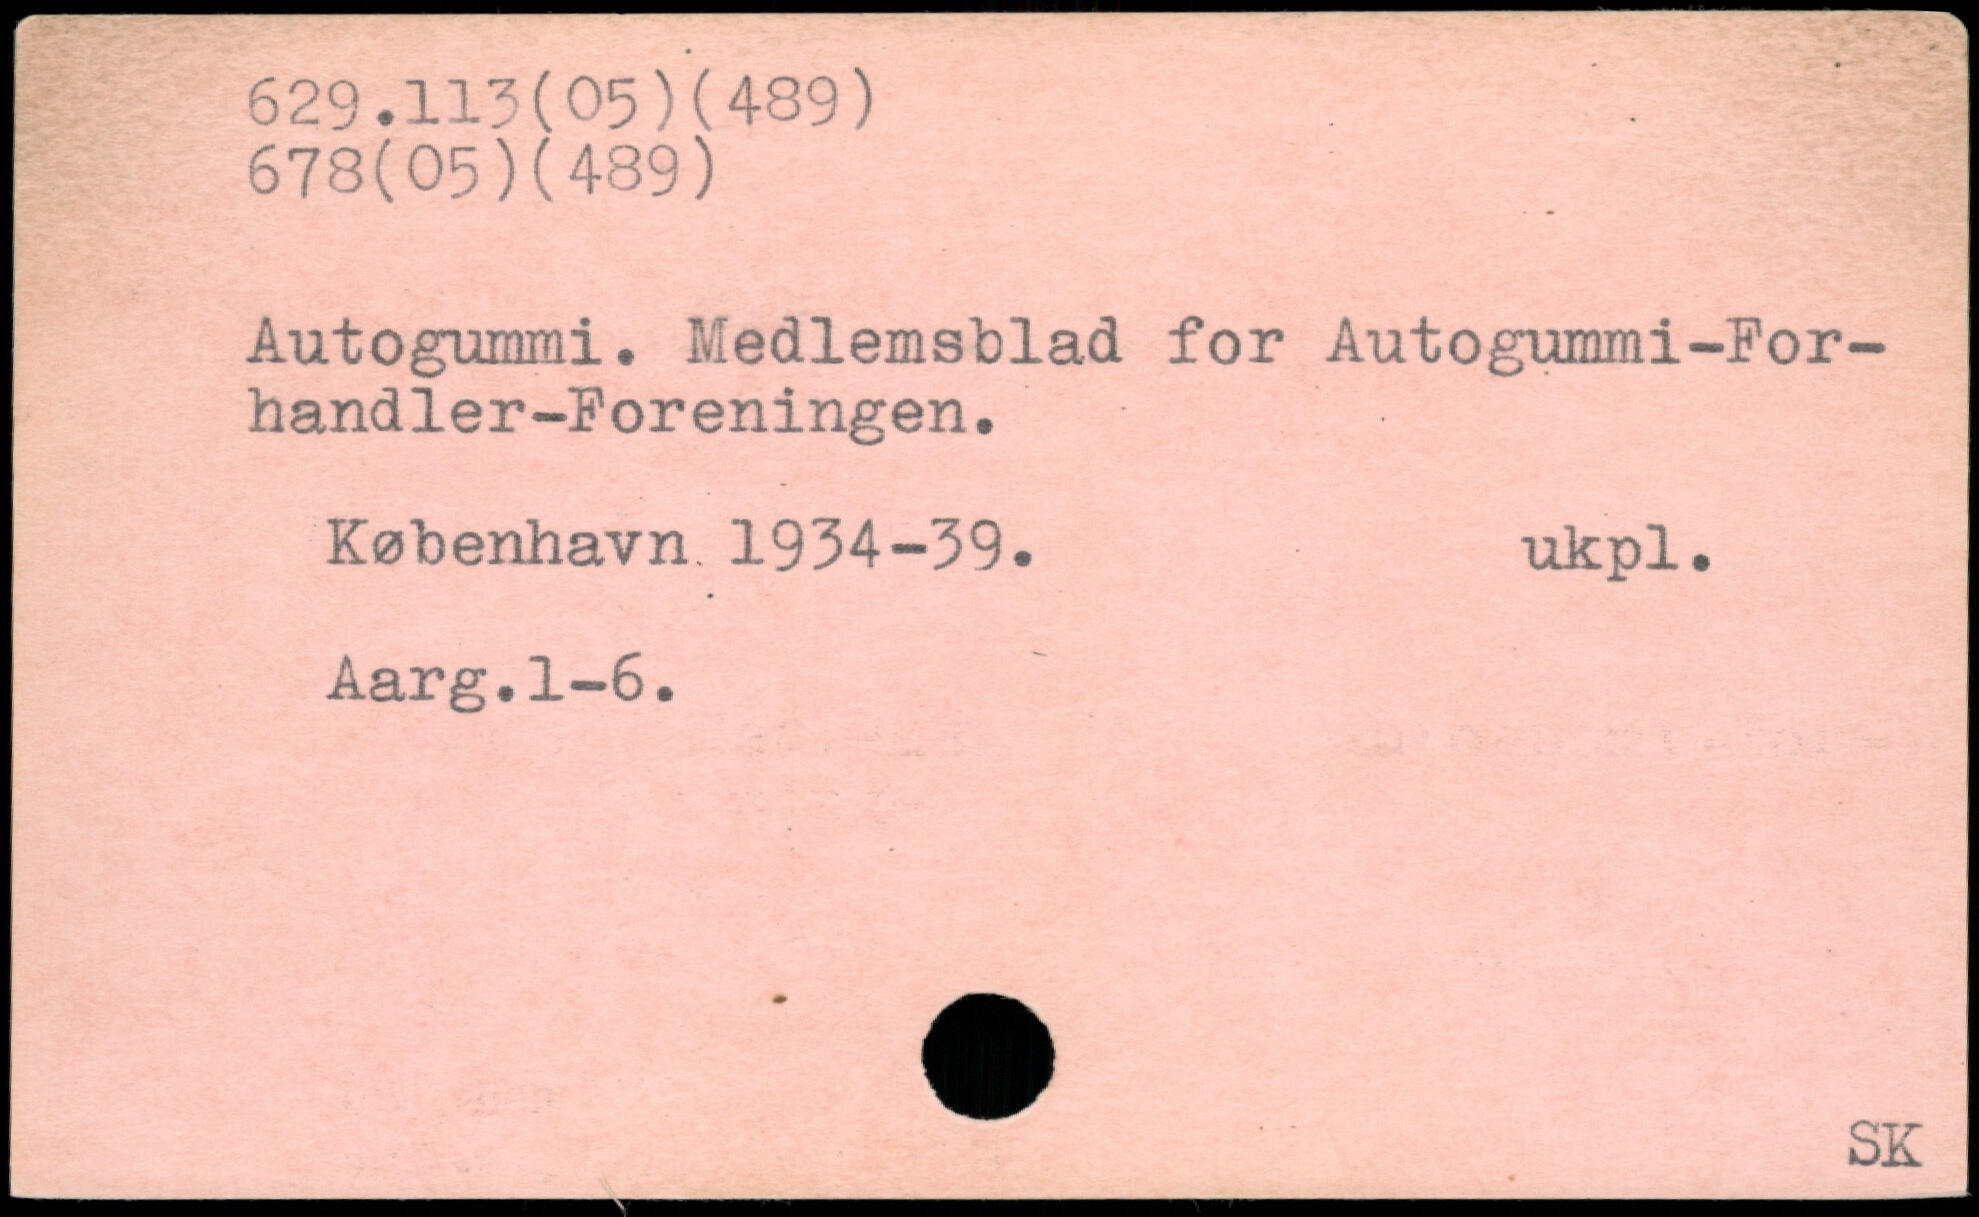 629.113(05)(489)
678(05)(489)
Autogummi. Medlemsblad for Autogummi-For-
handler-Foreningen.
København 1934-39. ukpl.
Aarg.1-6.
SK